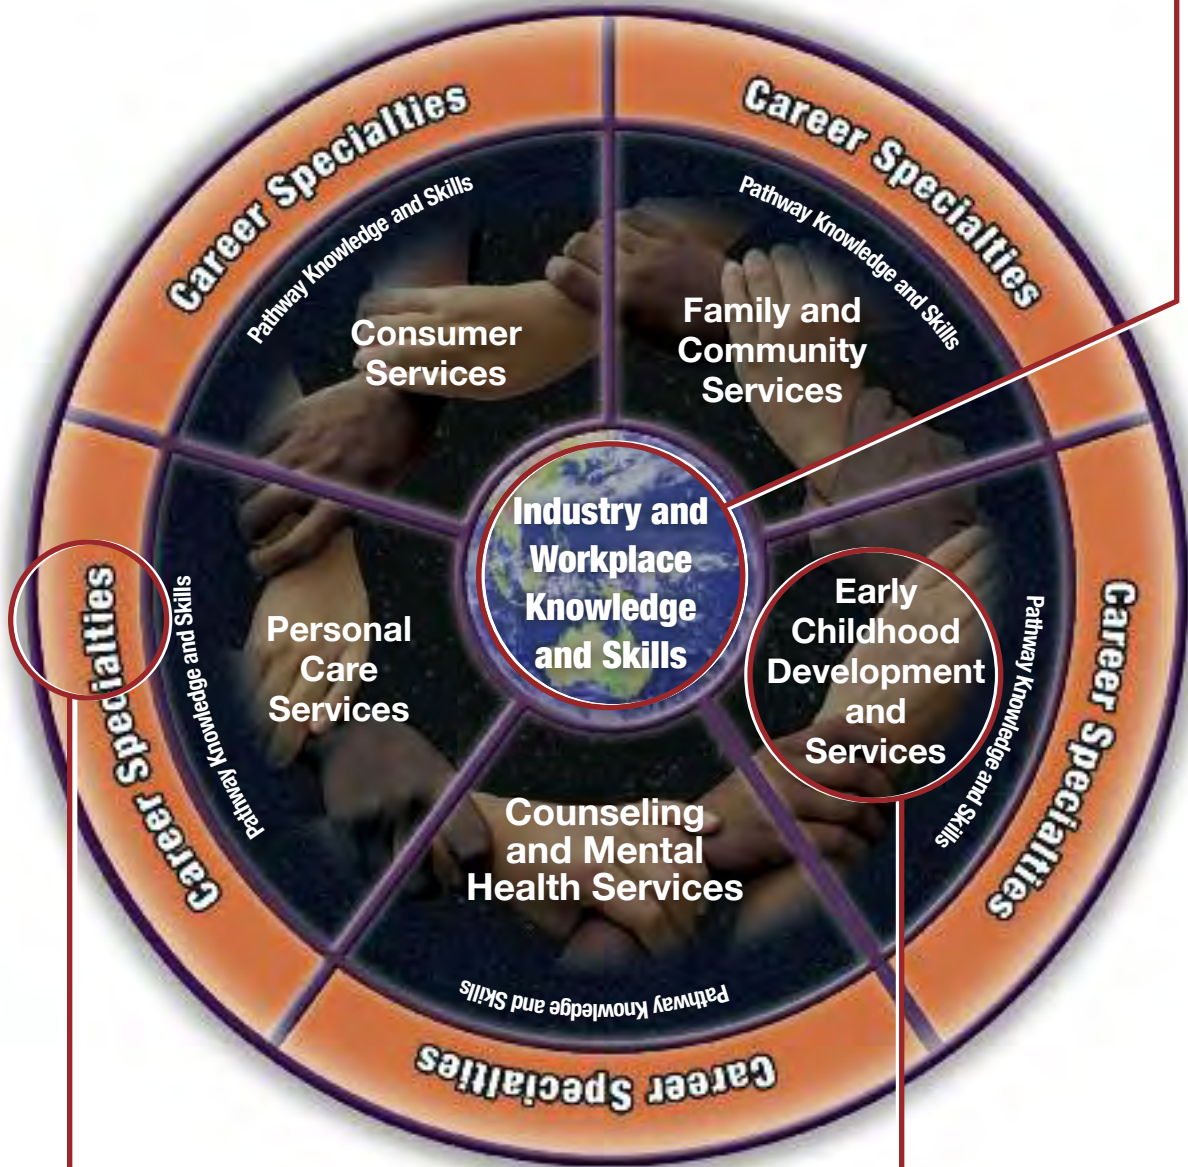 Career Specialties
Career Specialties
Pathway Knowledge and Skills
Pathway Knowledge and Skills
Consumer
Services
Family and
Community
Services
Industry and
Workplace
Knowledge
and Skills
Career Specialties
Pathway Knowledge and Skills
Personal
Care
Services
Early
Childhood
Development
and
Services
Pathway Knowledge and Skills
Career Specialties
Counseling
and Mental
Health Services
Pathway Knowledge and Skills
Career Specialties